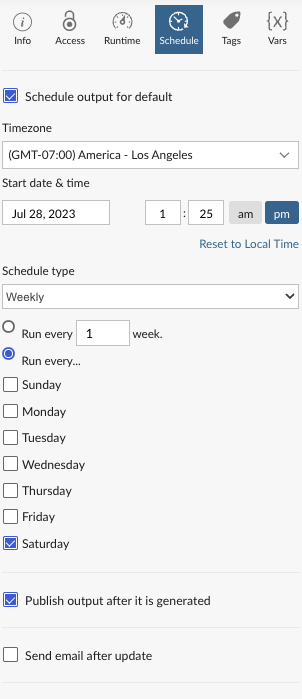 Info Access Runtime Schedule Tags {x} Vars
Schedule output for default
Timezone
(GMT-07:00) America - Los Angeles
Start date & time
Jul 28, 2023 1 : 25 am pm
Reset to Local Time
Schedule type
Weekly
Run every 1 week.
Run every...
Sunday
Monday
Tuesday
Wednesday
Thursday
Friday
Saturday
Publish output after it is generated
Send email after update